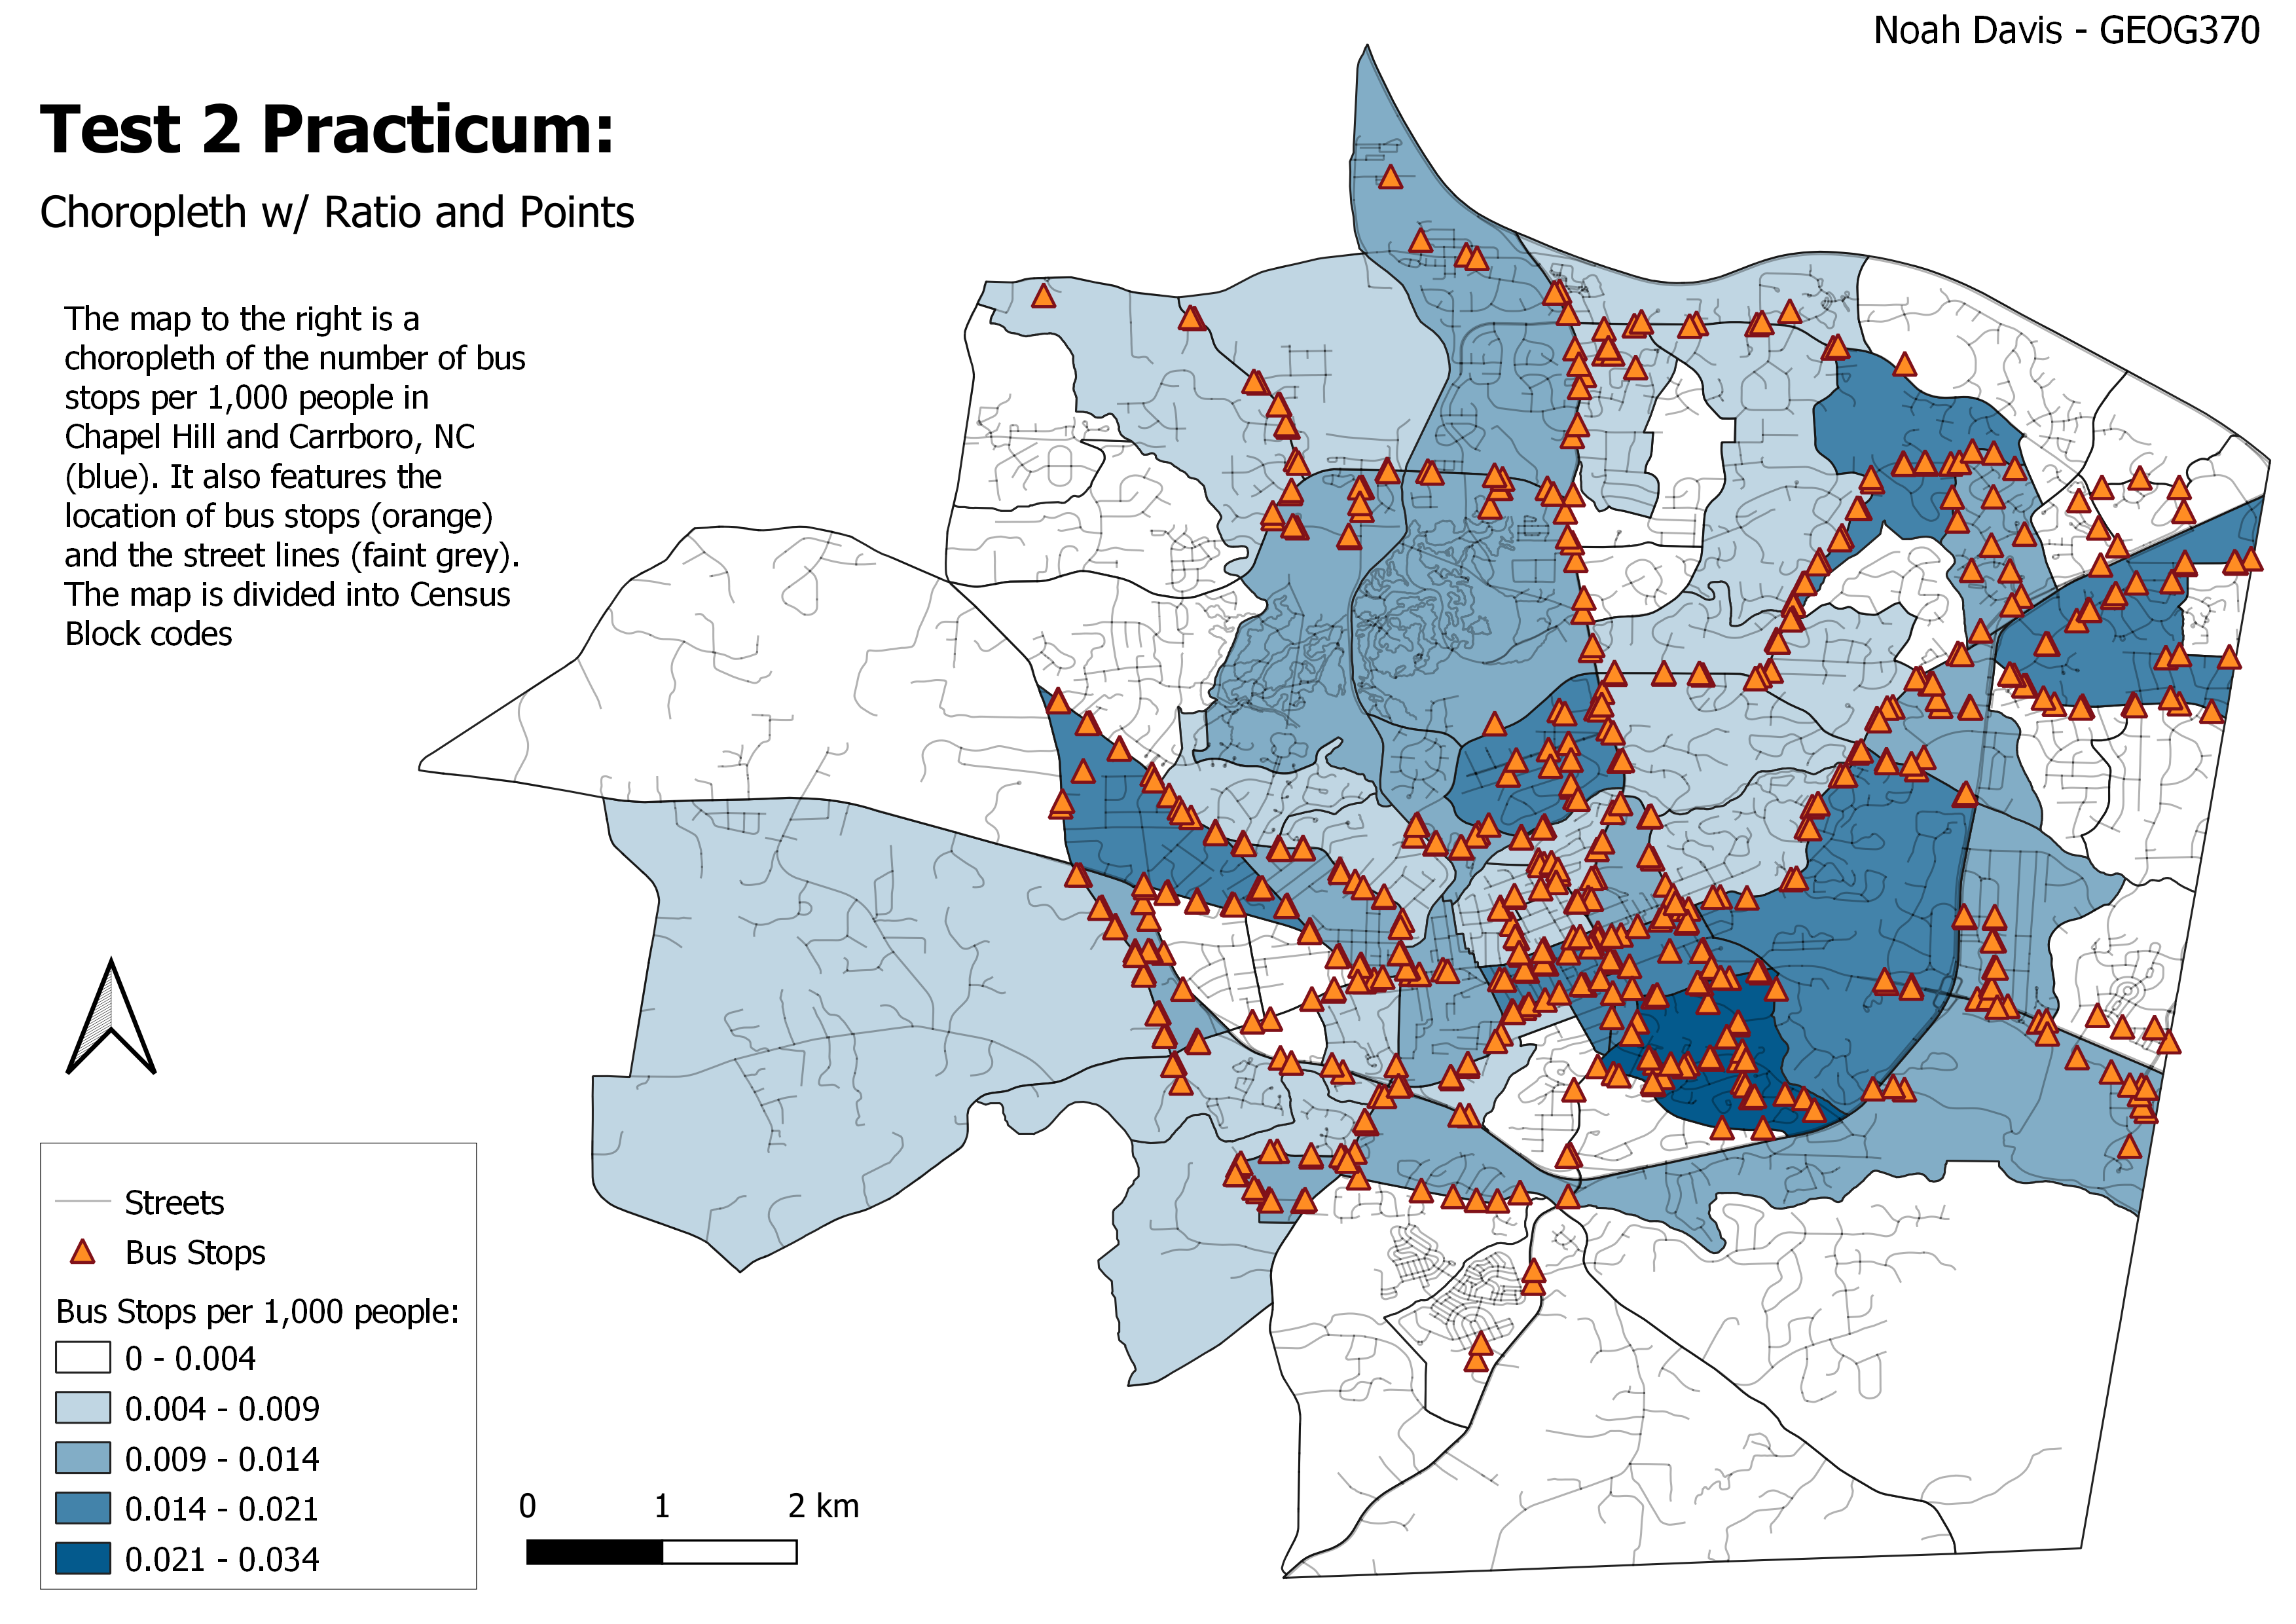 Noah Davis - GEOG370
Test 2 Practicum:
Choropleth w/ Ratio and Points
The map to the right is a
choropleth of the number of bus
stops per 1,000 people in
Chapel Hill and Carrboro, NC
(blue). It also features the
location of bus stops (orange)
and the street lines (faint grey).
The map is divided into Census
Block codes
Streets
Bus Stops
Bus Stops per 1,000 people:
0 - 0.004
0.004 - 0.009
0.009 - 0.014
0.014 - 0.021
0.021 - 0.034
0 1 2 km